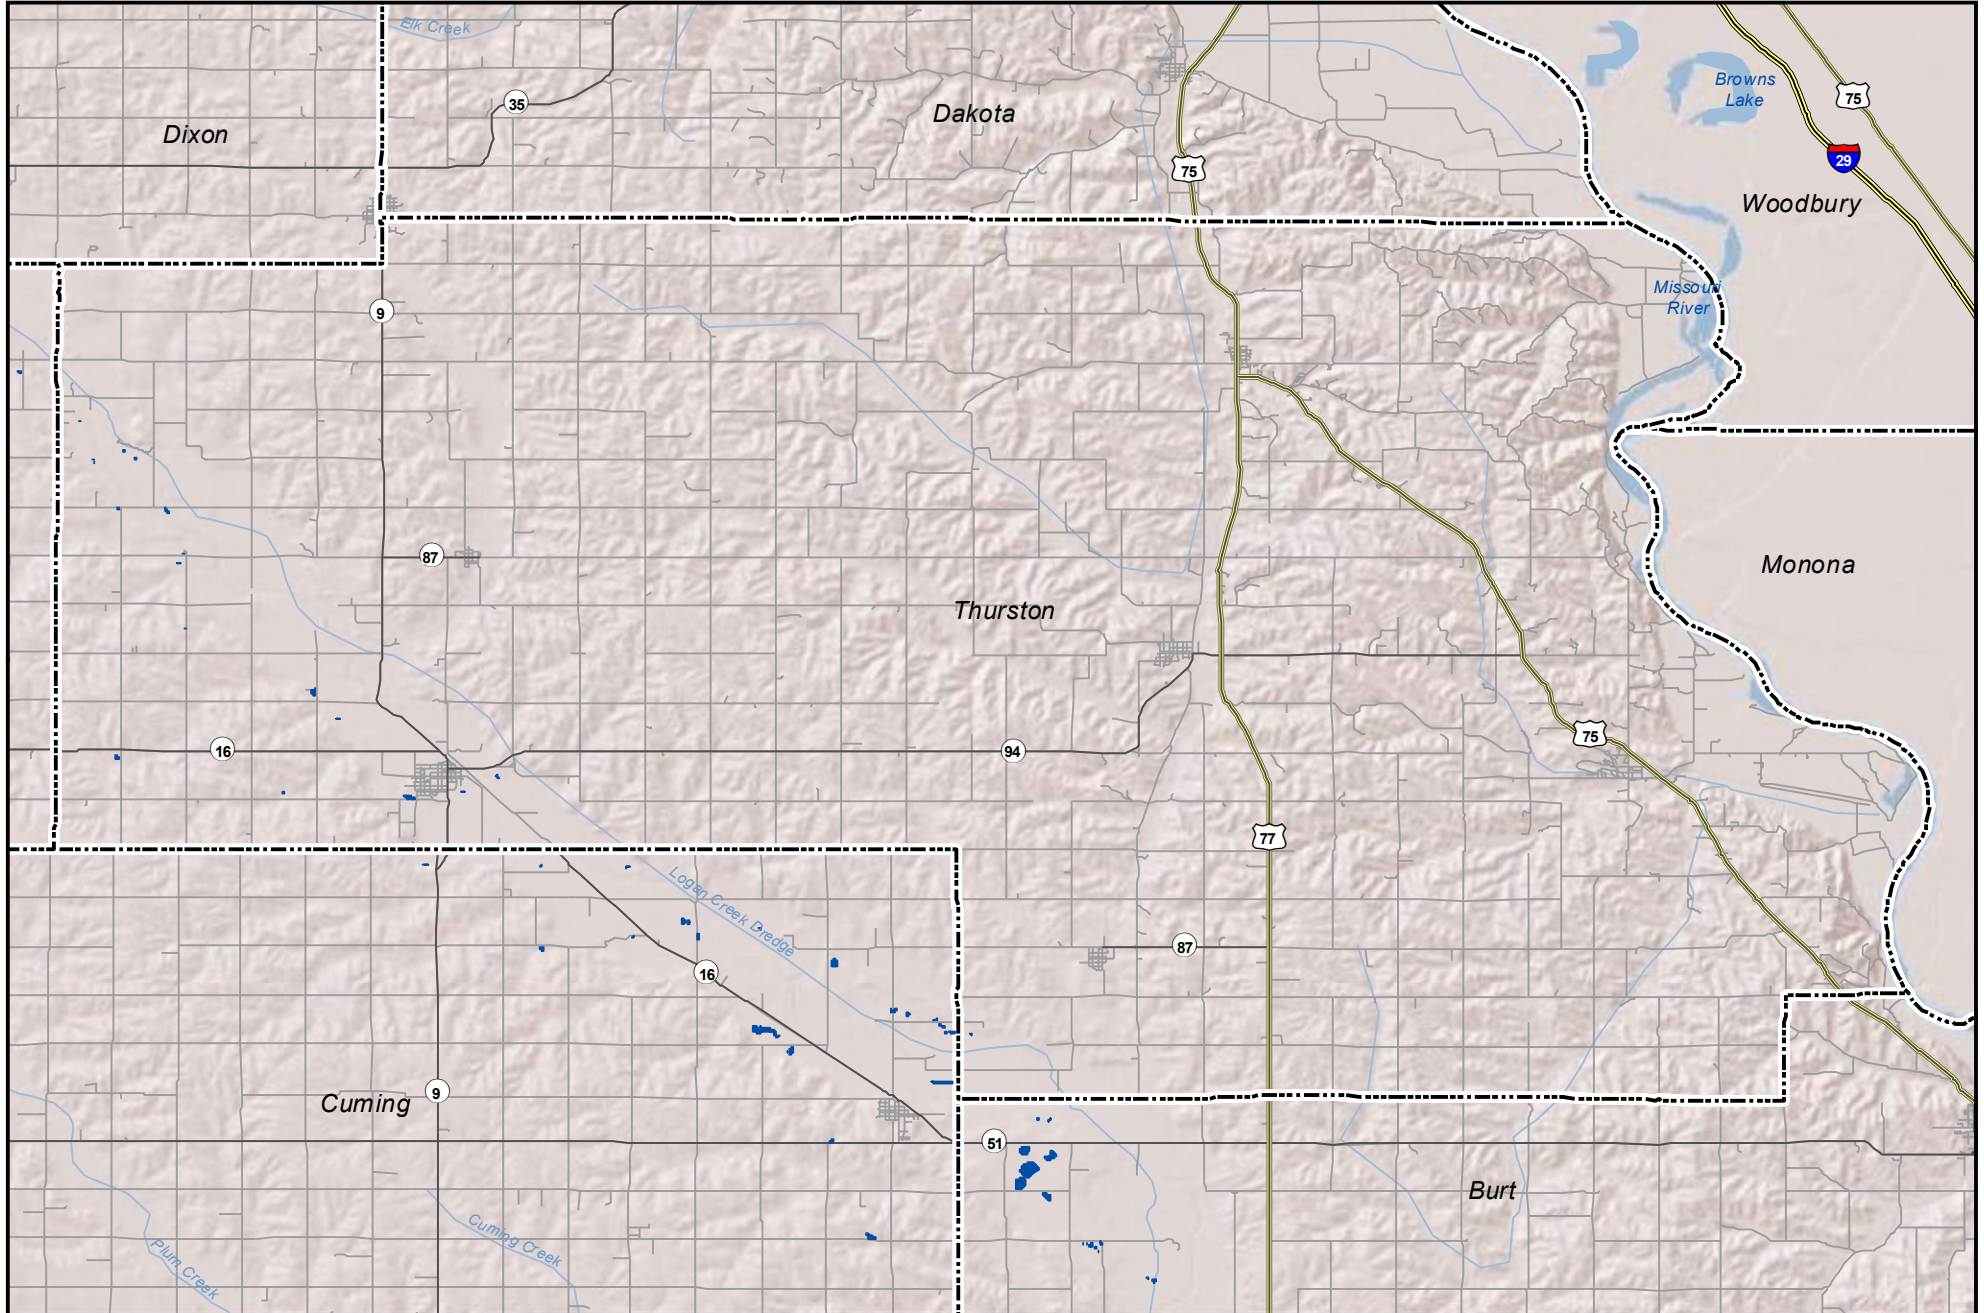 Elk Creek
Browns
Lake
75
35
Dakota
Dixon
29
75
Woodbury
Missouri
River
9
87
Monona
Thurston
75
16
94
77
Logan Creek Dredge
87
16
9
Cuming
51
Burt
Cuming Creek
Plum Creek